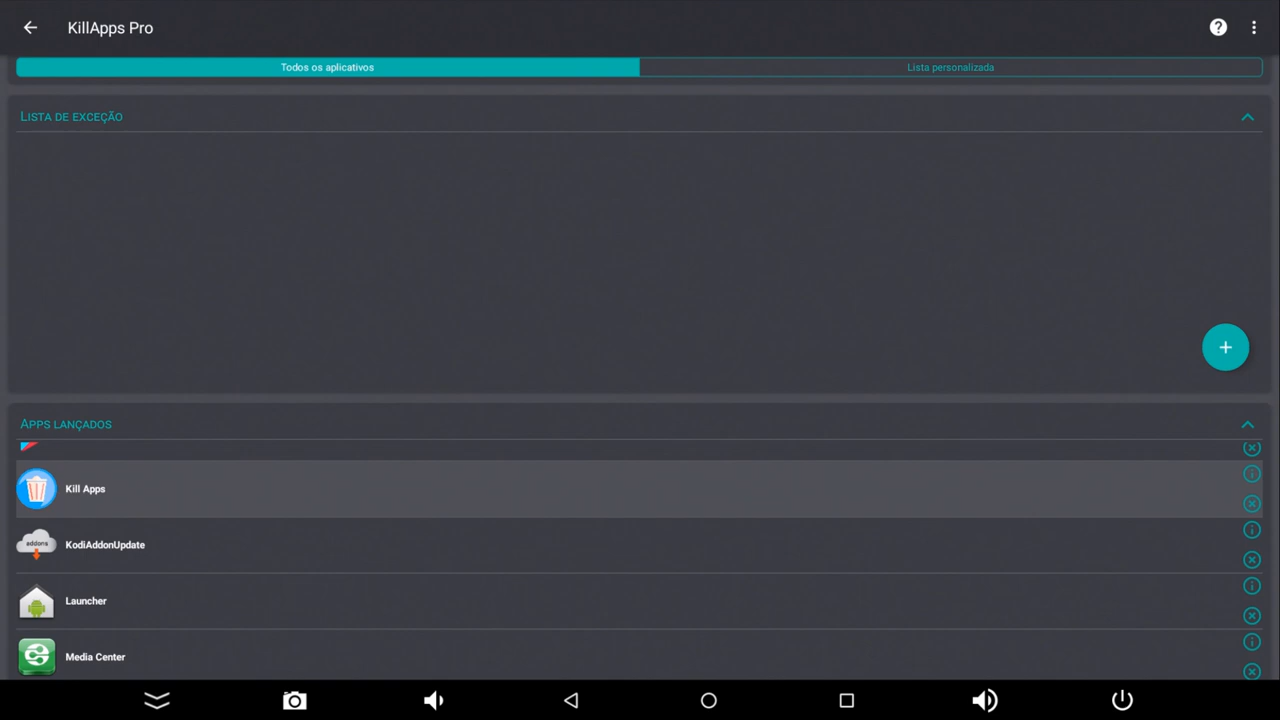 KillApps Pro
Todos os aplicativos
Lista personalizada
LISTA DE EXCEÇÃO
APPS LANÇADOS
Kill Apps
addons
KodiAddonUpdate
Launcher
Media Center